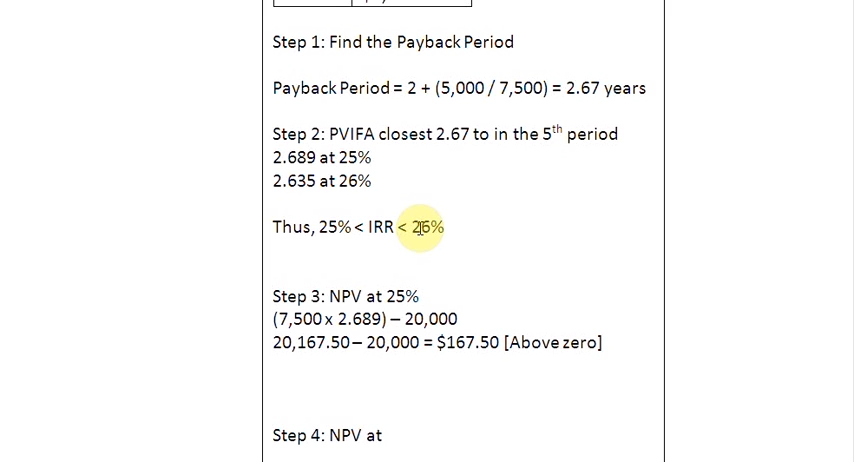 Step 1: Find the Payback Period
Payback Period = 2 + (5,000 / 7,500) = 2.67 years
Step 2: PVIFA closest 2.67 to in the 5th period
2.689 at 25%
2.635 at 26%
Thus, 25% < IRR < 26%
Step 3: NPV at 25%
(7,500 x 2.689) – 20,000
20,167.50 – 20,000 = $167.50 [Above zero]
Step 4: NPV at